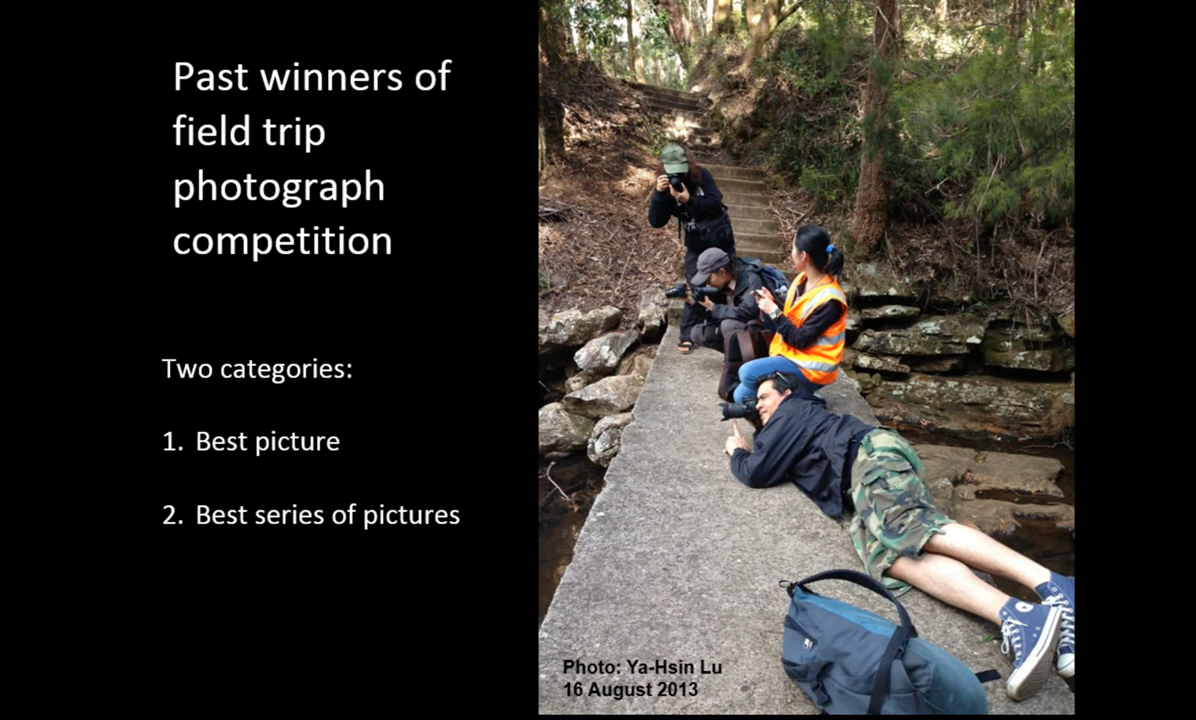 Past winners of
field trip
photograph
competition
Two categories:
1. Best picture
2. Best series of pictures
Photo: Ya-Hsin Lu
16 August 2013